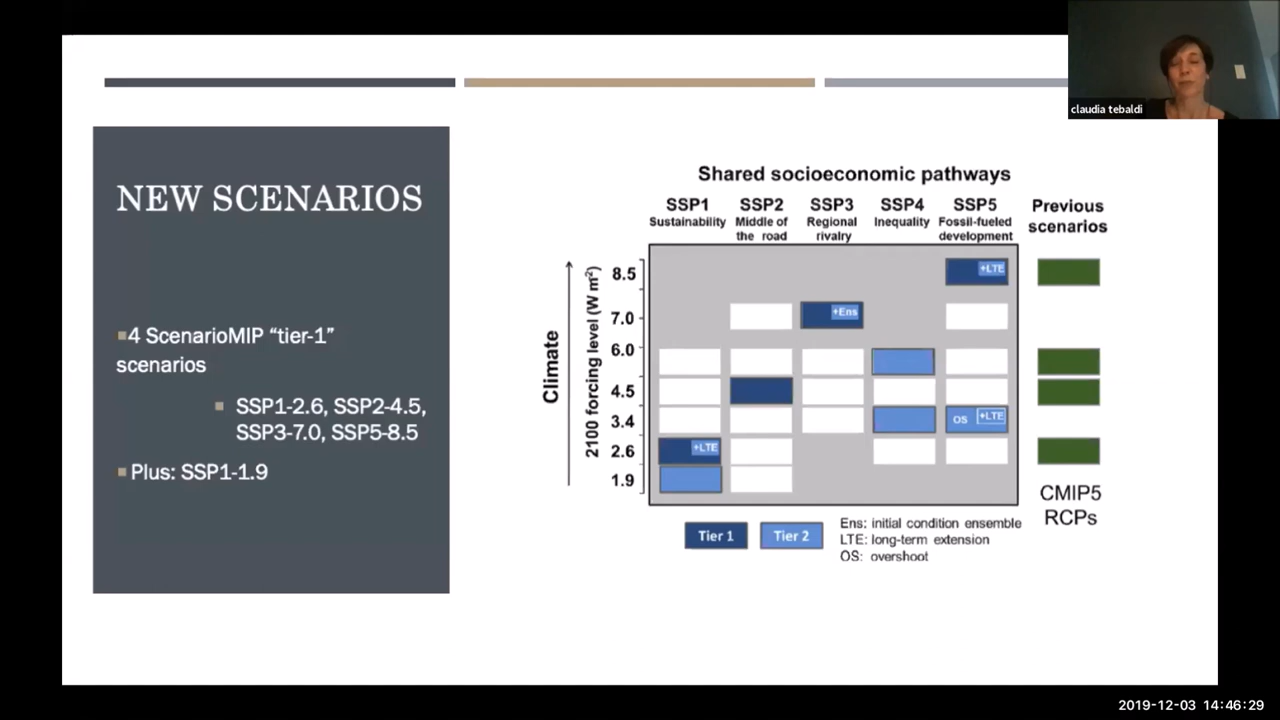 claudia tebaldi
NEW SCENARIOS
4 ScenarioMIP “tier-1”
scenarios
SSP1-2.6, SSP2-4.5,
SSP3-7.0, SSP5-8.5
Plus: SSP1-1.9
Shared socioeconomic pathways
SSP1 SSP2 SSP3 SSP4 SSP5
Sustainability Middle of the road Regional rivalry Inequality Fossil-fueled development
Previous
scenarios
Climate
2100 forcing level (W m²)
8.5 +LTE
7.0 +Ens
6.0
4.5
3.4 OS +LTE
2.6 +LTE
1.9
CMIP5
RCPs
Tier 1 Tier 2
Ens: initial condition ensemble
LTE: long-term extension
OS: overshoot
2019-12-03 14:46:29